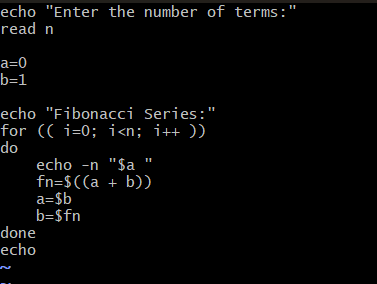 echo "Enter the number of terms:"
read n

a=0
b=1

echo "Fibonacci Series:"
for (( i=0; i<n; i++ ))
do
    echo -n "$a "
    fn=$((a + b))
    a=$b
    b=$fn
done
echo
~